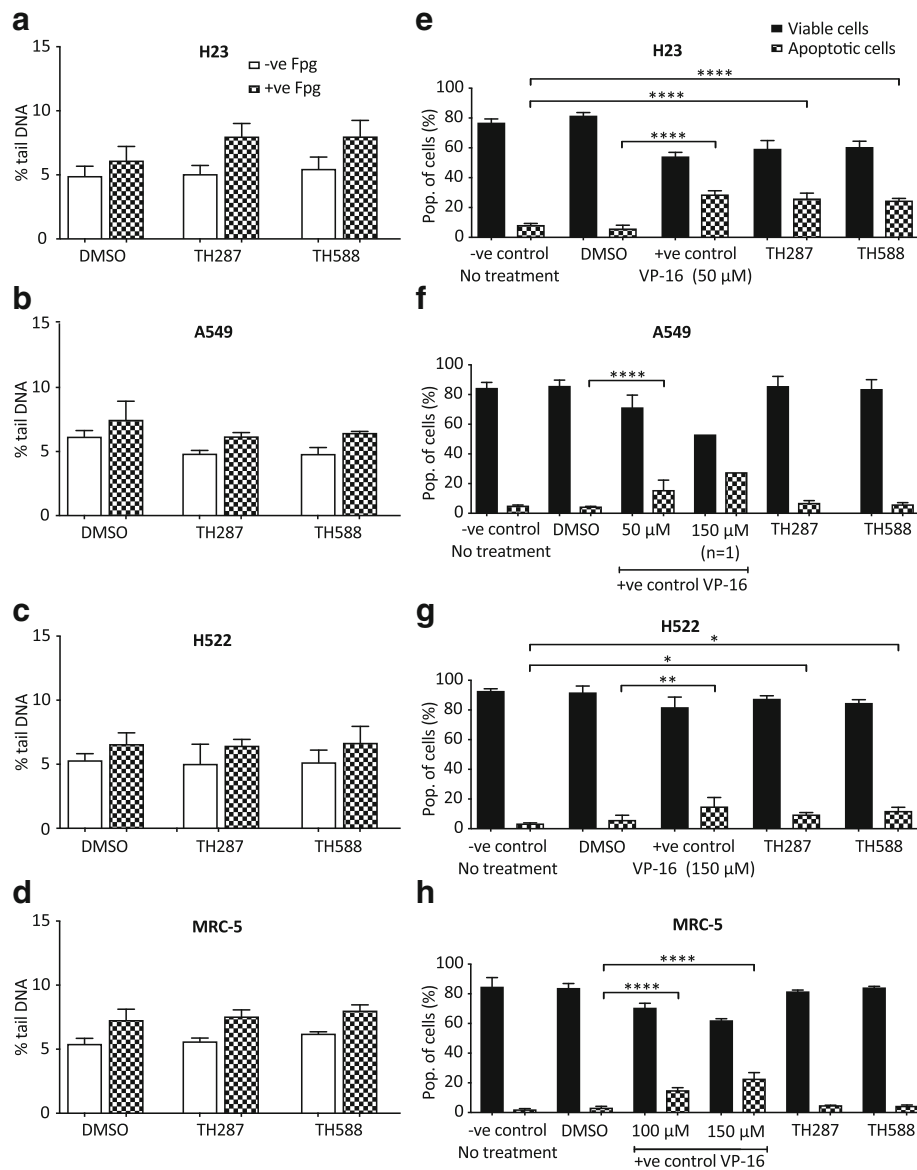 a
H23
-ve Fpg
+ve Fpg
% tail DNA
15
10
5
0
DMSO TH287 TH588
b
A549
% tail DNA
15
10
5
0
DMSO TH287 TH588
c
H522
% tail DNA
15
10
5
0
DMSO TH287 TH588
d
MRC-5
% tail DNA
15
10
5
0
DMSO TH287 TH588
e
Viable cells
Apoptotic cells
H23
****
****
****
Pop. of cells (%)
100
80
60
40
20
0
-ve control DMSO +ve control TH287 TH588
No treatment VP-16 (50 µM)
f
A549
****
Pop. of cells (%)
100
80
60
40
20
0
-ve control DMSO 50 µM 150 µM TH287 TH588
No treatment (n=1)
+ve control VP-16
g
H522
*
*
**
Pop. of cells (%)
100
80
60
40
20
0
-ve control DMSO +ve control TH287 TH588
No treatment VP-16 (150 µM)
h
MRC-5
****
****
Pop. of cells (%)
100
80
60
40
20
0
-ve control DMSO 100 µM 150 µM TH287 TH588
No treatment +ve control VP-16